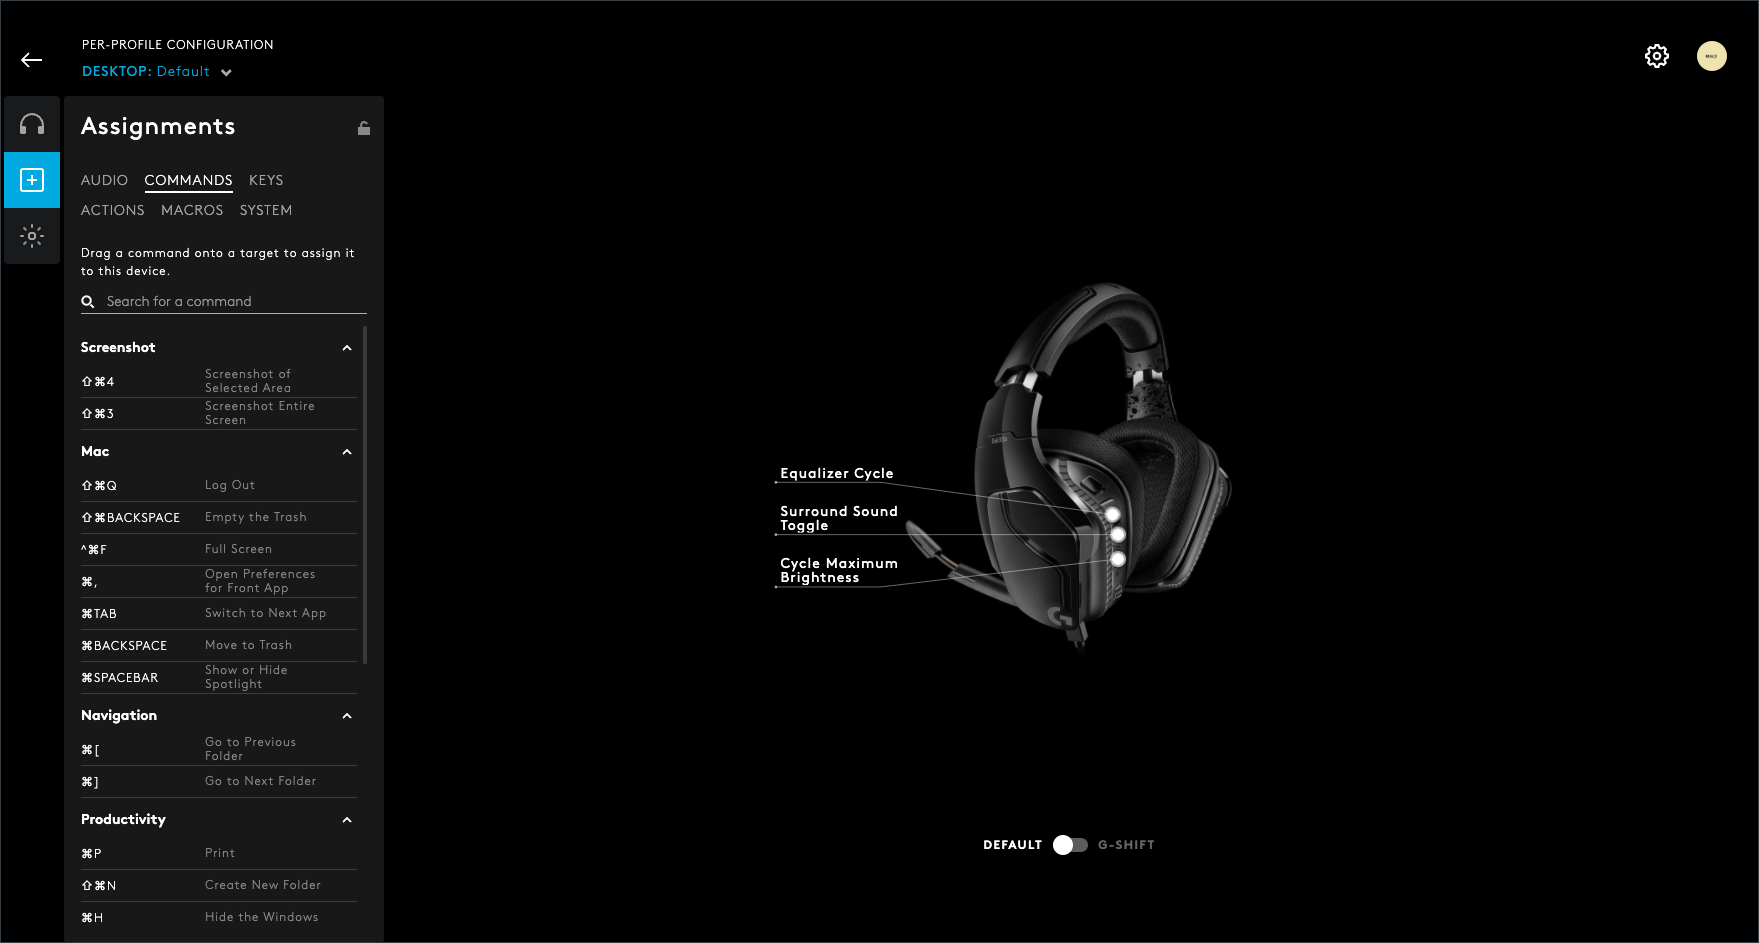 PER-PROFILE CONFIGURATION
DESKTOP: Default
Assignments
AUDIO COMMANDS KEYS
ACTIONS MACROS SYSTEM
Drag a command onto a target to assign it
to this device.
Search for a command
Screenshot
⇧⌘4 Screenshot of
Selected Area
⇧⌘3 Screenshot Entire
Screen
Mac
⇧⌘Q Log Out
⇧⌘BACKSPACE Empty the Trash
^⌘F Full Screen
⌘, Open Preferences
for Front App
⌘TAB Switch to Next App
⌘BACKSPACE Move to Trash
⌘SPACEBAR Show or Hide
Spotlight
Navigation
⌘[ Go to Previous
Folder
⌘] Go to Next Folder
Productivity
⌘P Print
⇧⌘N Create New Folder
⌘H Hide the Windows
Equalizer Cycle
Surround Sound
Toggle
Cycle Maximum
Brightness
DEFAULT G-SHIFT